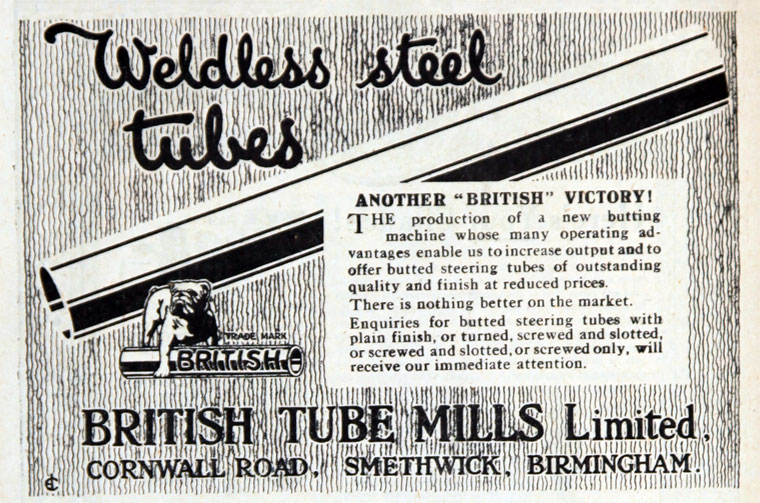 Weldless steel
tubes
ANOTHER "BRITISH" VICTORY!
THE production of a new butting
machine whose many operating ad-
vantages enable us to increase output and to
offer butted steering tubes of outstanding
quality and finish at reduced prices.
There is nothing better on the market.
Enquiries for butted steering tubes with
plain finish, or turned, screwed and slotted,
or screwed and slotted, or screwed only, will
receive our immediate attention.
TRADE MARK
BRITISH
BRITISH TUBE MILLS Limited,
CORNWALL ROAD, SMETHWICK, BIRMINGHAM.